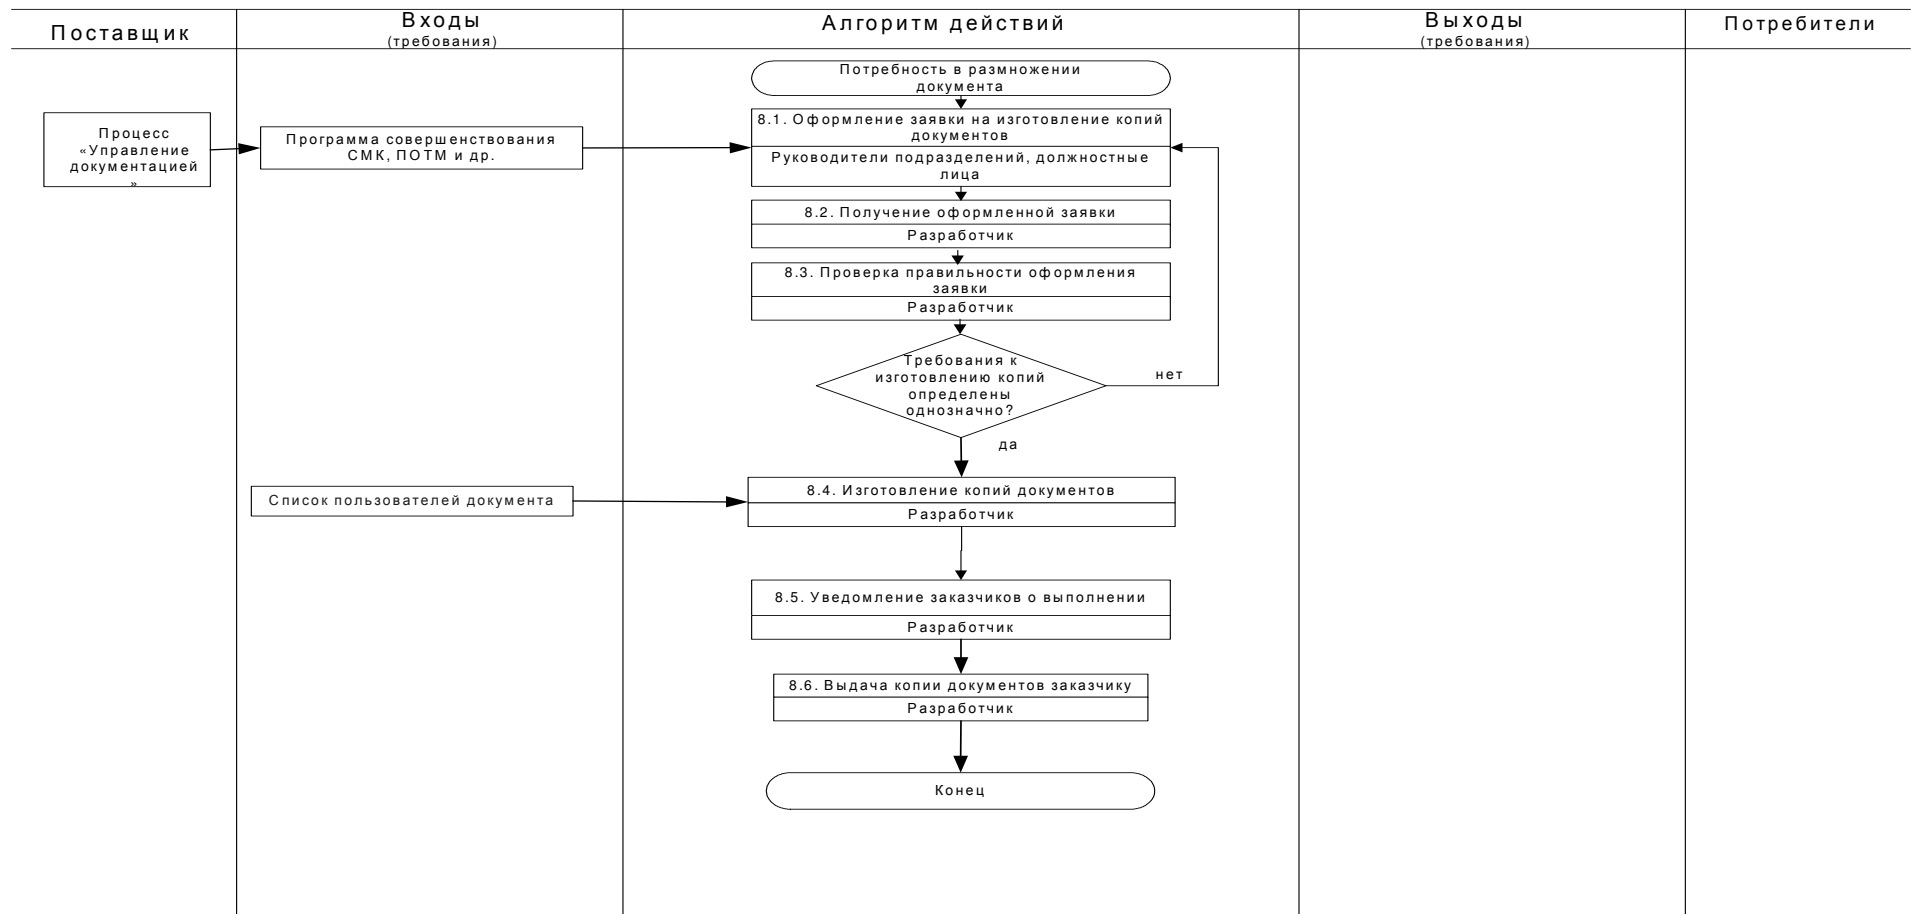 Поставщик
Входы
(требования)
Алгоритм действий
Выходы
(требования)
Потребители
Потребность в размножении
документа
Процесс
«Управление
документацией
»
Программа совершенствования
СМК, ПОТМ и др.
8.1. Оформление заявки на изготовление копий
документов
Руководители подразделений, должностные
лица
8.2. Получение оформленной заявки
Разработчик
8.3. Проверка правильности оформления
заявки
Разработчик
Требования к
изготовлению копий
определены
однозначно?
нет
да
Список пользователей документа
8.4. Изготовление копий документов
Разработчик
8.5. Уведомление заказчиков о выполнении
Разработчик
8.6. Выдача копии документов заказчику
Разработчик
Конец